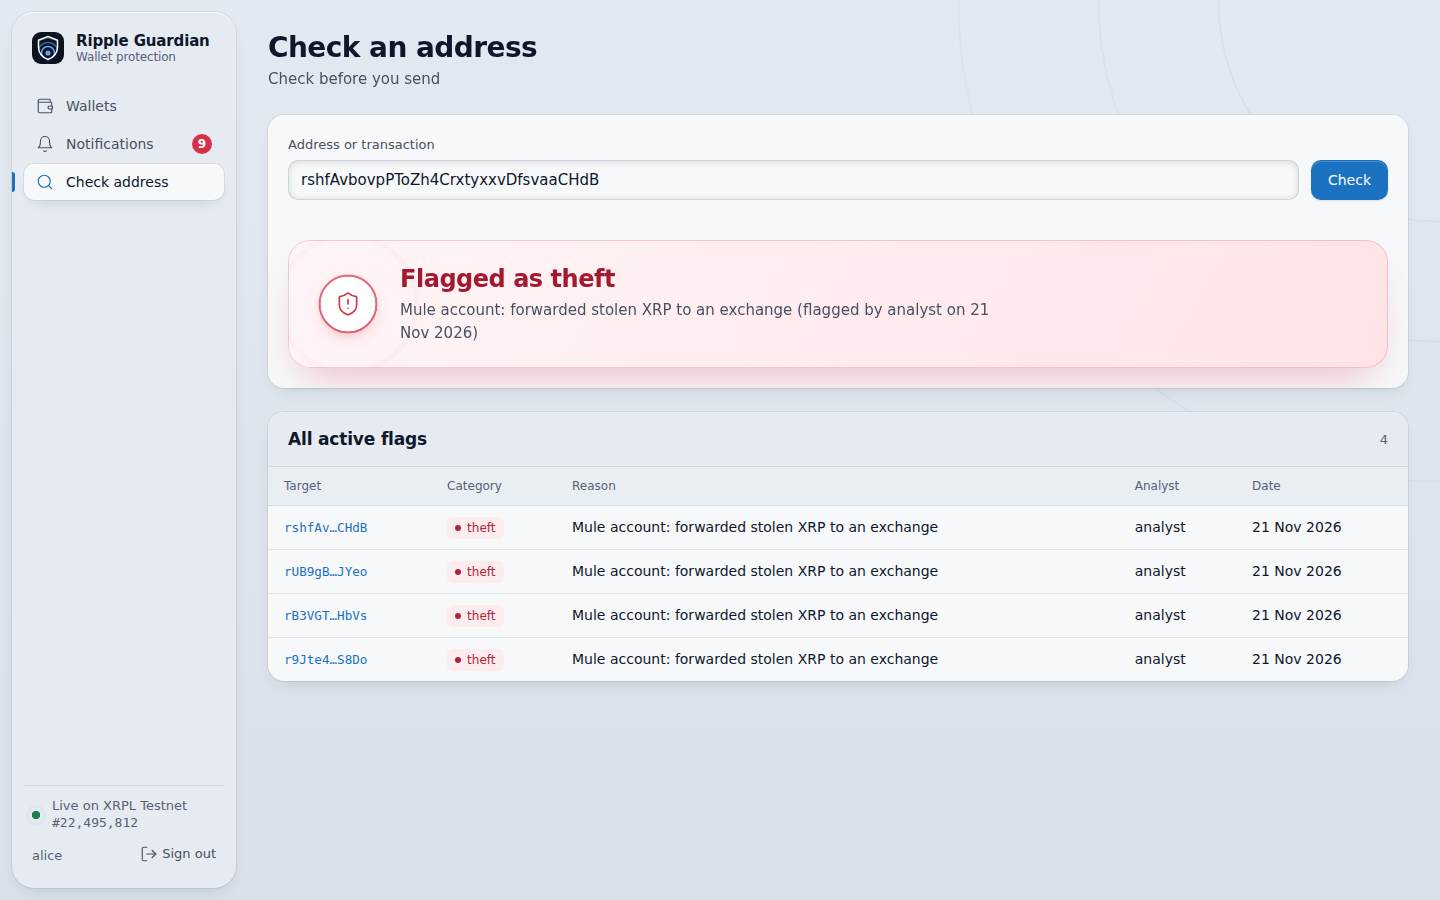 Ripple Guardian
Wallet protection
Wallets
Notifications 9
Check address
Live on XRPL Testnet
#22,495,812
alice Sign out
Check an address
Check before you send
Address or transaction
rshfAvbovpPToZh4CrxtyxxvDfsvaaCHdB Check
Flagged as theft
Mule account: forwarded stolen XRP to an exchange (flagged by analyst on 21
Nov 2026)
All active flags 4
Target Category Reason Analyst Date
rshfAv…CHdB theft Mule account: forwarded stolen XRP to an exchange analyst 21 Nov 2026
rUB9gB…JYeo theft Mule account: forwarded stolen XRP to an exchange analyst 21 Nov 2026
rB3VGT…HbVs theft Mule account: forwarded stolen XRP to an exchange analyst 21 Nov 2026
r9Jte4…S8Do theft Mule account: forwarded stolen XRP to an exchange analyst 21 Nov 2026